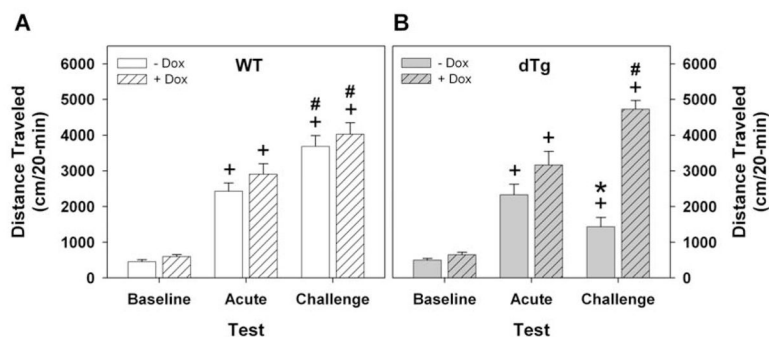 A
WT
- Dox
+ Dox
Distance Traveled
(cm/20-min)
6000
5000
4000
3000
2000
1000
0
+
+
#
+
#
+
Baseline
Acute
Challenge
Test
B
dTg
- Dox
+ Dox
+
+
*
+
#
+
6000
5000
4000
3000
2000
1000
0
Distance Traveled
(cm/20-min)
Baseline
Acute
Challenge
Test